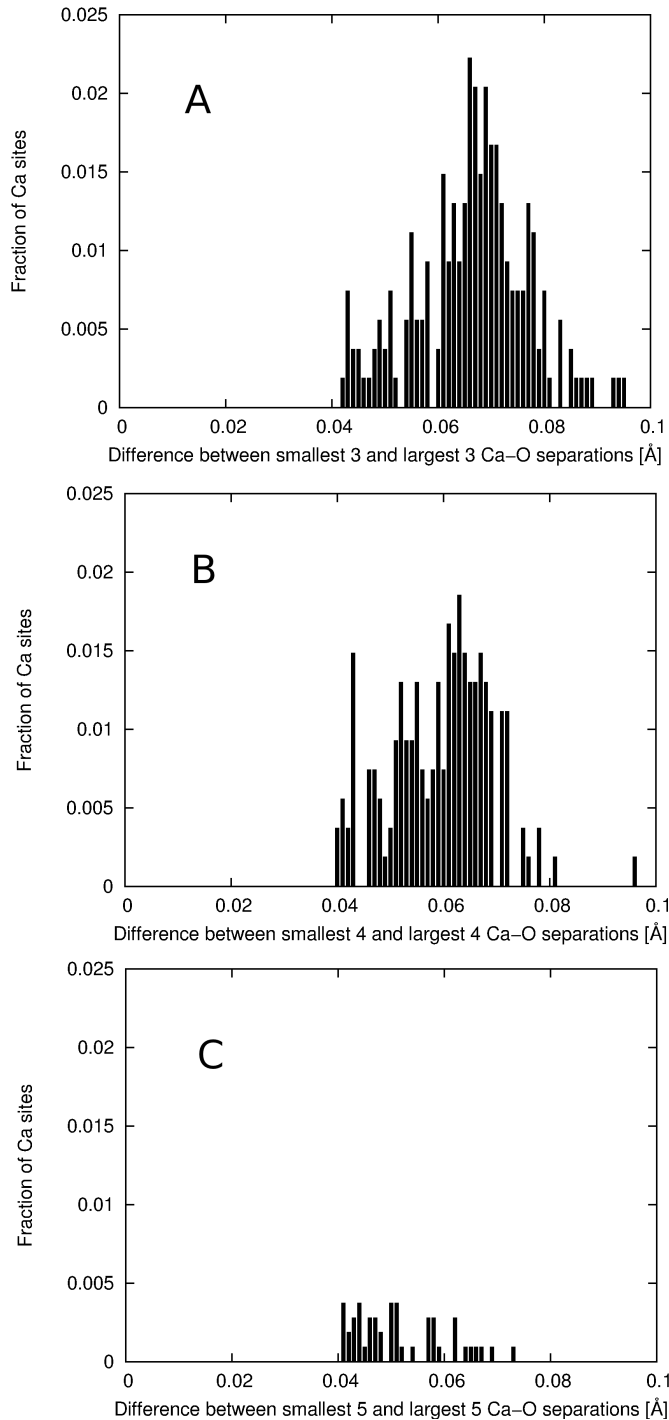 0.025
0.02
0.015
0.01
0.005
0
A
Fraction of Ca sites
0 0.02 0.04 0.06 0.08 0.1
Difference between smallest 3 and largest 3 Ca−O separations [Å]
0.025
0.02
0.015
0.01
0.005
0
B
Fraction of Ca sites
0 0.02 0.04 0.06 0.08 0.1
Difference between smallest 4 and largest 4 Ca−O separations [Å]
0.025
0.02
0.015
0.01
0.005
0
C
Fraction of Ca sites
0 0.02 0.04 0.06 0.08 0.1
Difference between smallest 5 and largest 5 Ca−O separations [Å]